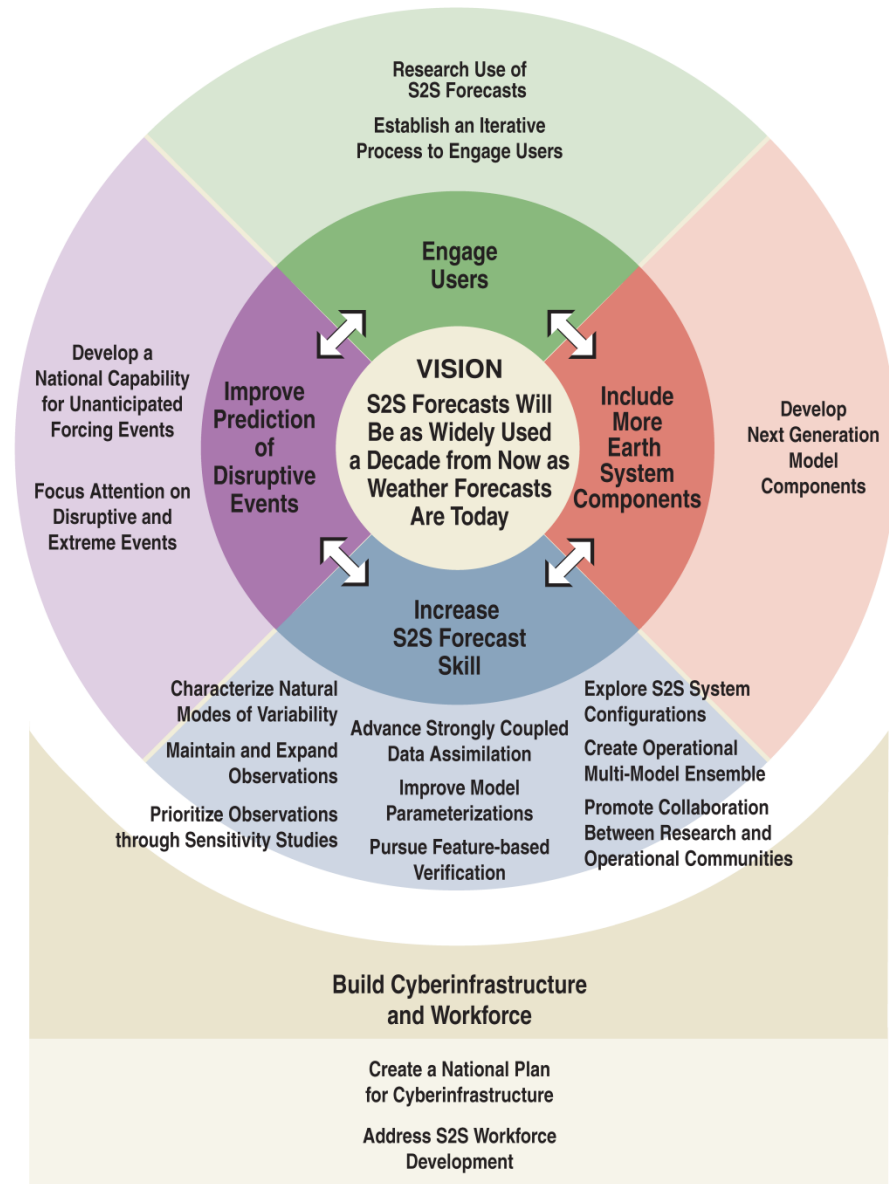 Research Use of
S2S Forecasts
Establish an Iterative
Process to Engage Users
Engage
Users
Develop a
National Capability
for Unanticipated
Forcing Events
Focus Attention on
Disruptive and
Extreme Events
Improve
Prediction
of
Disruptive
Events
VISION
S2S Forecasts Will
Be as Widely Used
a Decade from Now as
Weather Forecasts
Are Today
Include
More
Earth
System
Components
Develop
Next Generation
Model
Components
Increase
S2S Forecast
Skill
Characterize Natural
Modes of Variability
Maintain and Expand
Observations
Prioritize Observations
through Sensitivity Studies
Advance Strongly Coupled
Data Assimilation
Improve Model
Parameterizations
Pursue Feature-based
Verification
Explore S2S System
Configurations
Create Operational
Multi-Model Ensemble
Promote Collaboration
Between Research and
Operational Communities
Build Cyberinfrastructure
and Workforce
Create a National Plan
for Cyberinfrastructure
Address S2S Workforce
Development